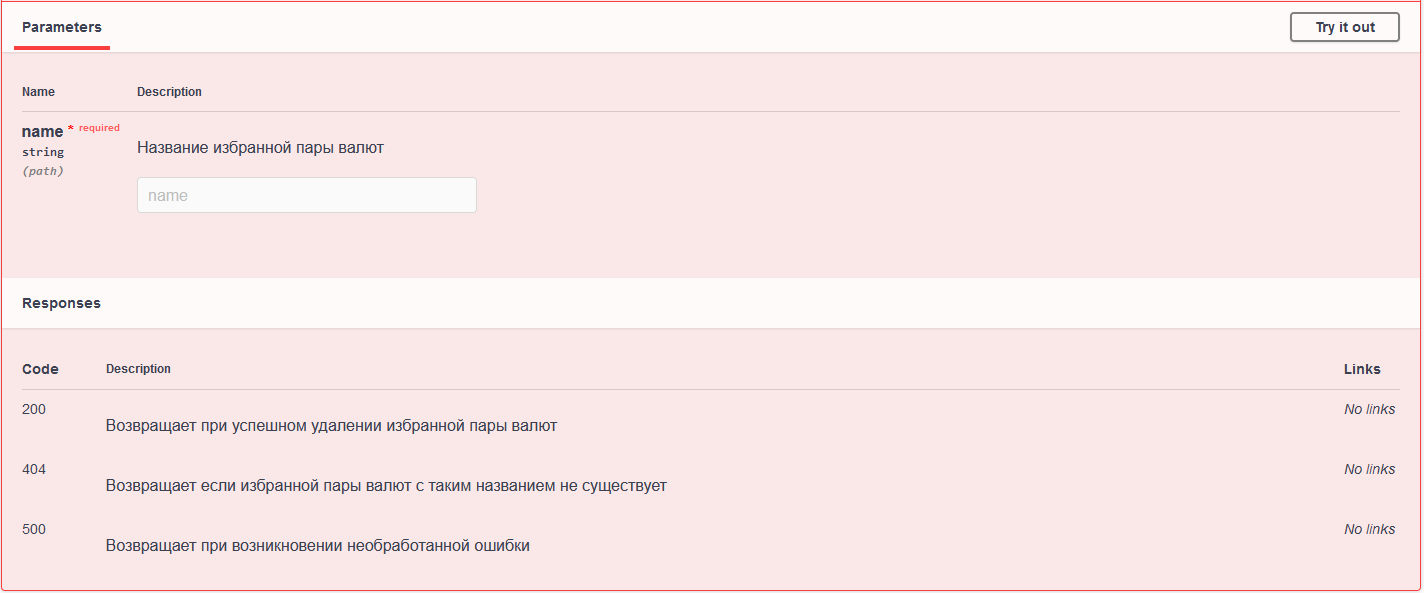 Parameters
Try it out
Name Description
name * required
string
(path)
Название избранной пары валют
name
Responses
Code Description Links
200 No links
Возвращает при успешном удалении избранной пары валют
404 No links
Возвращает если избранной пары валют с таким названием не существует
500 No links
Возвращает при возникновении необработанной ошибки